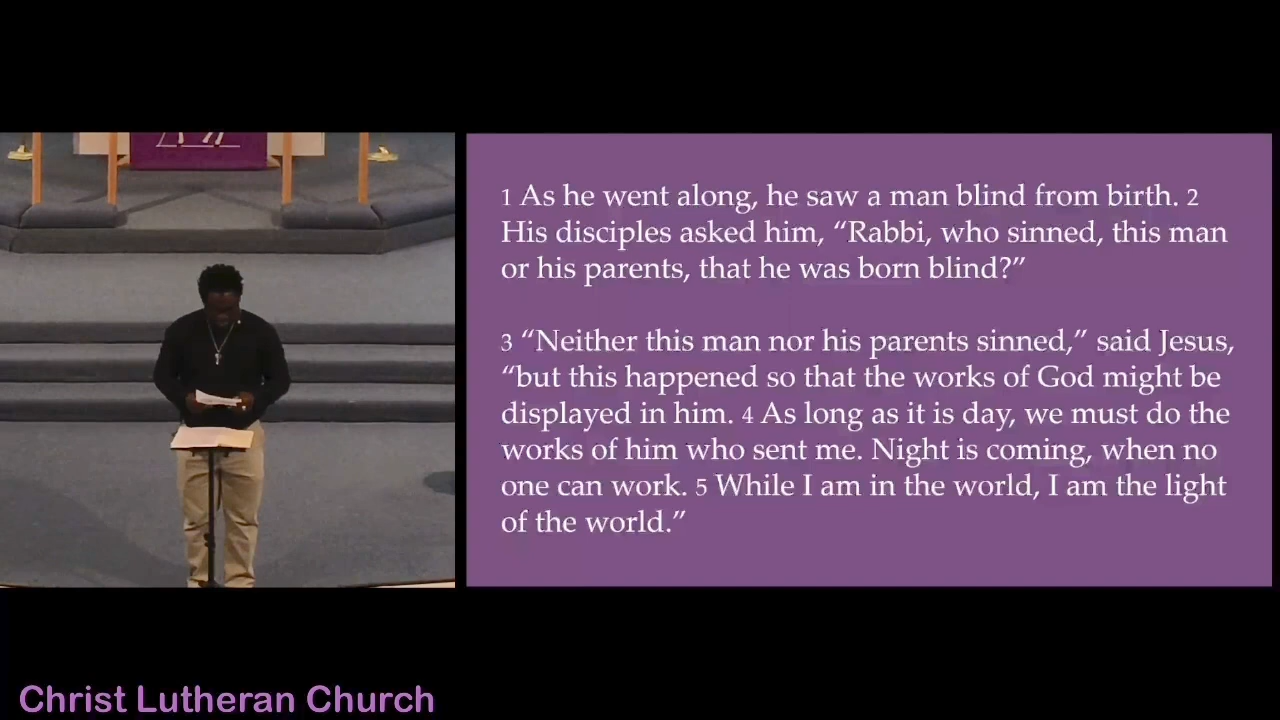 1 As he went along, he saw a man blind from birth. 2
His disciples asked him, “Rabbi, who sinned, this man
or his parents, that he was born blind?”
3 “Neither this man nor his parents sinned,” said Jesus,
“but this happened so that the works of God might be
displayed in him. 4 As long as it is day, we must do the
works of him who sent me. Night is coming, when no
one can work. 5 While I am in the world, I am the light
of the world.”
Christ Lutheran Church